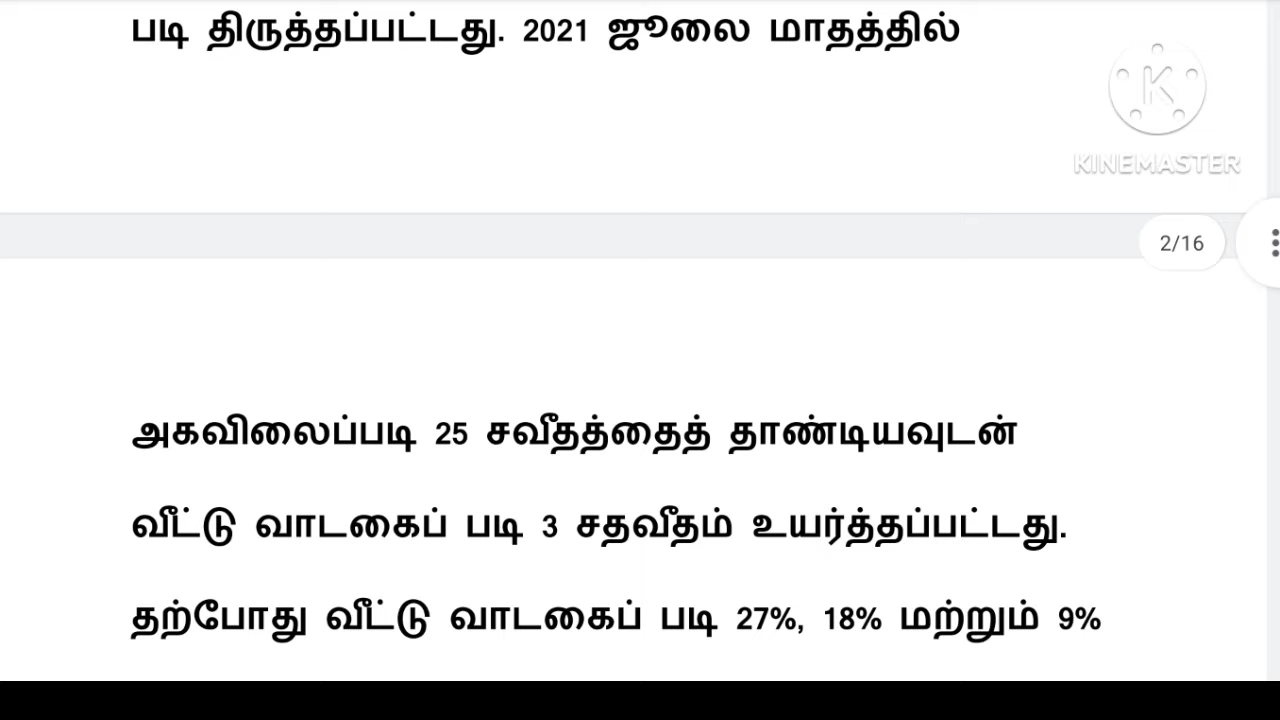 படி திருத்தப்பட்டது. 2021 ஜூலை மாதத்தில்
K
KINEMASTER
2/16
அகவிலைப்படி 25 சவீதத்தைத் தாண்டியவுடன்
வீட்டு வாடகைப் படி 3 சதவீதம் உயர்த்தப்பட்டது.
தற்போது வீட்டு வாடகைப் படி 27%, 18% மற்றும் 9%